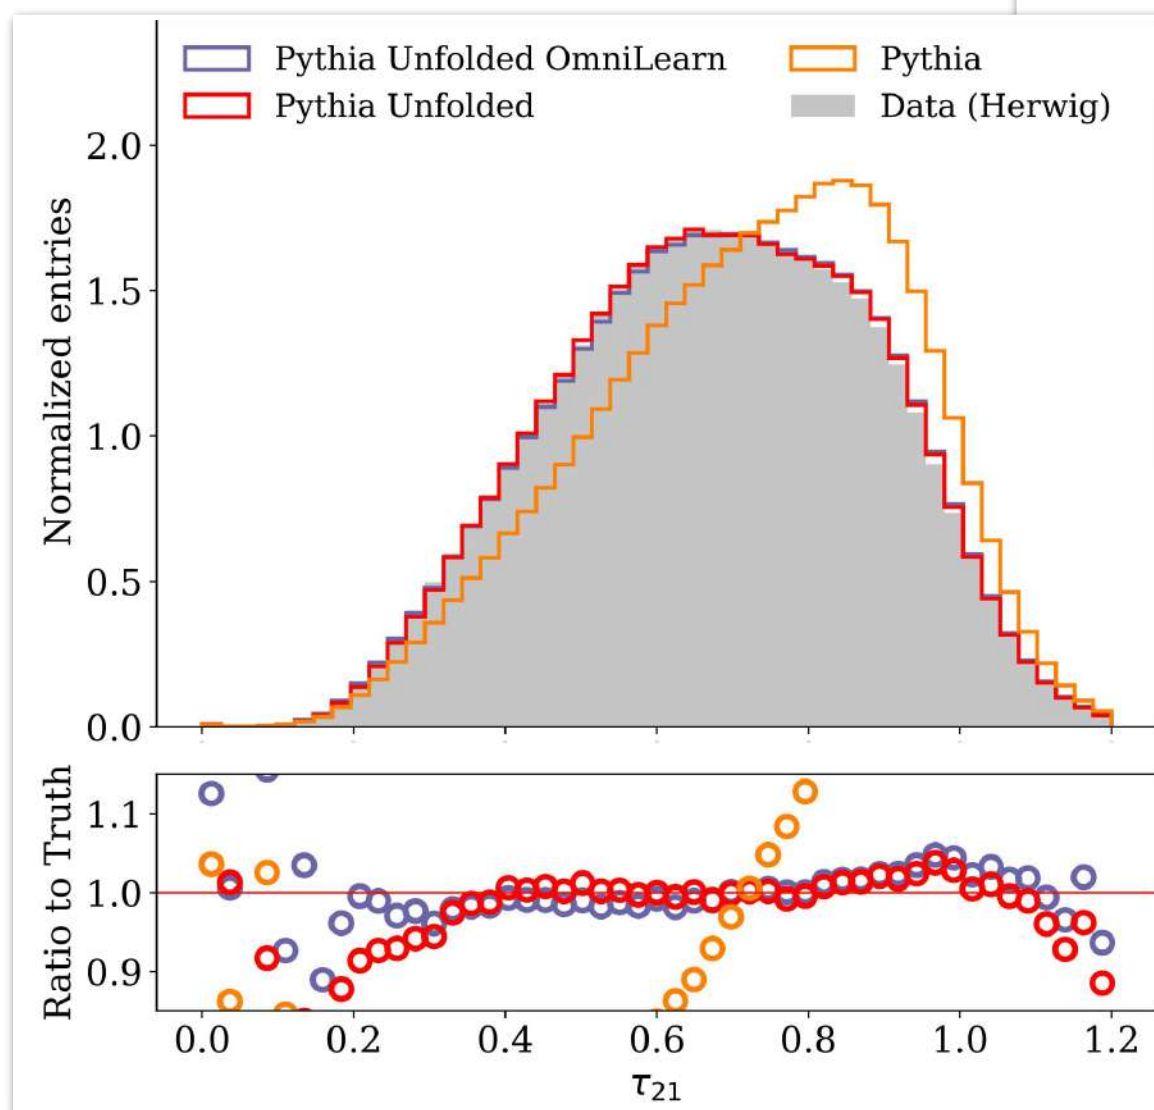 Pythia Unfolded OmniLearn
Pythia Unfolded
Pythia
Data (Herwig)
Normalized entries
2.0
1.5
1.0
0.5
0.0
Ratio to Truth
1.1
1.0
0.9
0.0 0.2 0.4 0.6 0.8 1.0 1.2
τ₂₁